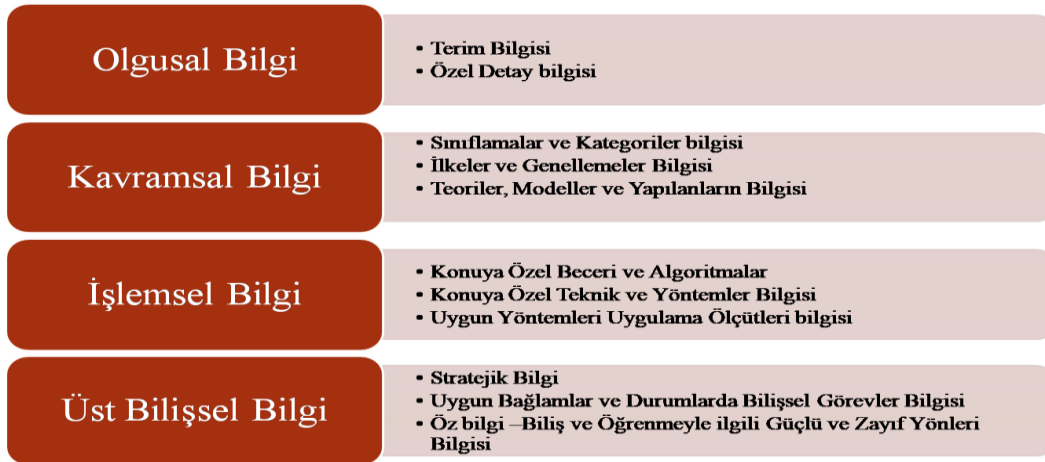 Olgusal Bilgi
• Terim Bilgisi
• Özel Detay bilgisi
Kavramsal Bilgi
• Sınıflamalar ve Kategoriler bilgisi
• İlkeler ve Genellemeler Bilgisi
• Teoriler, Modeller ve Yapılanların Bilgisi
İşlemsel Bilgi
• Konuya Özel Beceri ve Algoritmalar
• Konuya Özel Teknik ve Yöntemler Bilgisi
• Uygun Yöntemleri Uygulama Ölçütleri bilgisi
Üst Bilişsel Bilgi
• Stratejik Bilgi
• Uygun Bağlamlar ve Durumlarda Bilişsel Görevler Bilgisi
• Öz bilgi –Biliş ve Öğrenmeyle ilgili Güçlü ve Zayıf Yönleri
Bilgisi